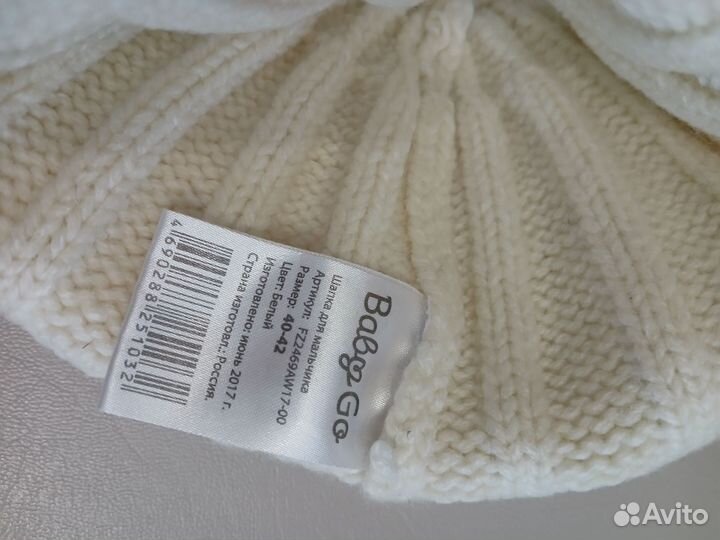 Baby Go
Шапка для мальчика
Артикул: FZ2469AW17-00
Размер: 40-42
Цвет: Белый
Изготовлено: июнь 2017 г.
Страна изготовл.: Россия.
4690288251032
Avito